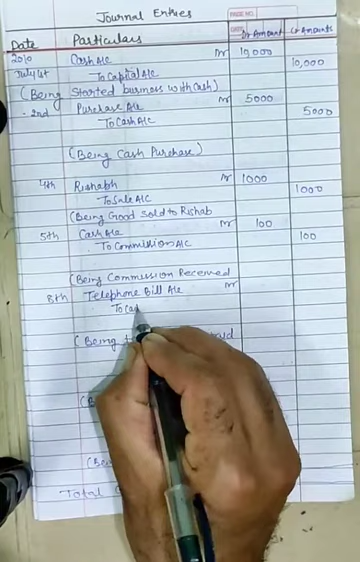 Journal Entries
PAGE NO.
DATE
Date Particulars Dr Amount Cr Amounts
2010 Cash A/c Dr 10,000
July 1st To Capital A/c 10,000
(Being Started business with Cash)
2nd Purchase A/c Dr 5000
To Cash A/c 5000
(Being Cash Purchase)
4th Rishabh Dr 1000
To Sale A/c 1000
(Being Good Sold to Rishab
5th Cash A/c Dr 100
To Commission A/c 100
(Being Commission Received
8th Telephone Bill A/c Dr
To Cas
(Being
Total